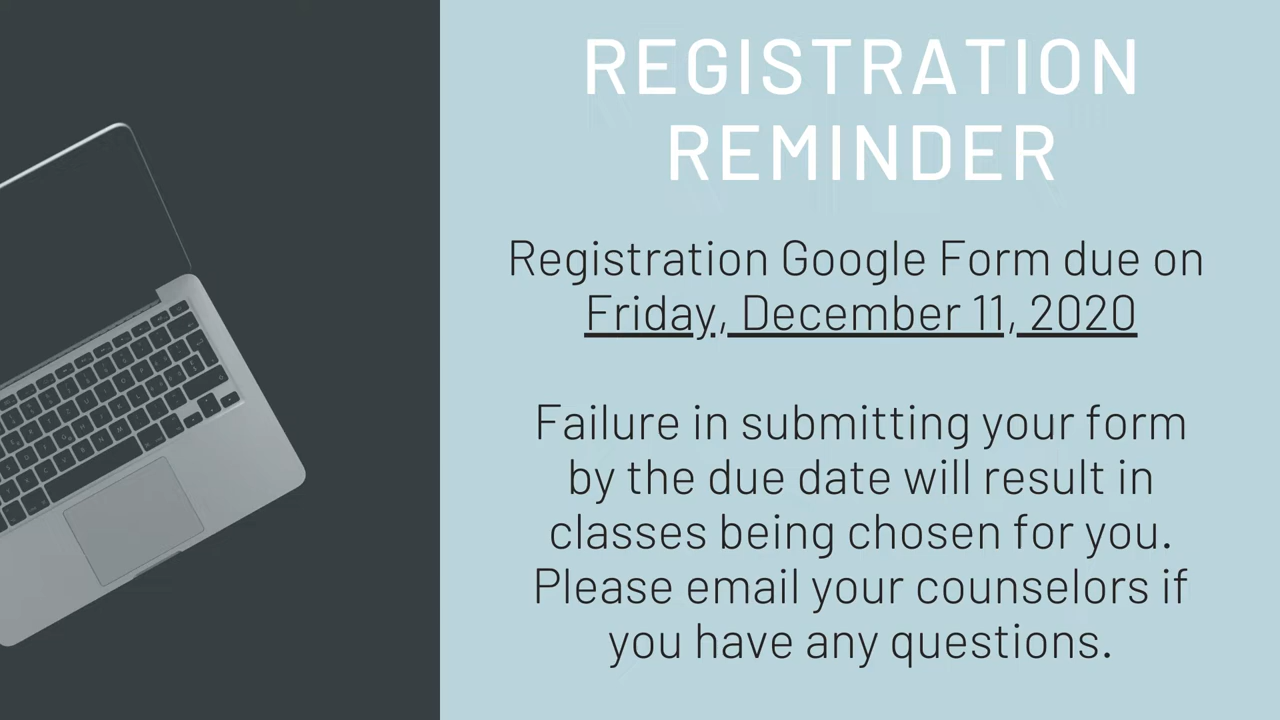 REGISTRATION
REMINDER
Registration Google Form due on
Friday, December 11, 2020
Failure in submitting your form
by the due date will result in
classes being chosen for you.
Please email your counselors if
you have any questions.